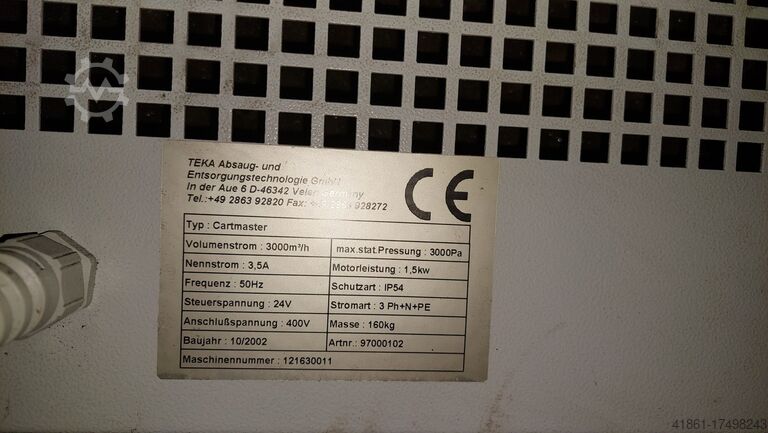 TEKA Absaug- und
Entsorgungstechnologie GmbH
In der Aue 6 D-46342 Velen Germany
Tel.:+49 2863 92820 Fax: +49 2863 928272
CE
Typ : Cartmaster
Volumenstrom : 3000m³/h max.stat.Pressung : 3000Pa
Nennstrom : 3,5A Motorleistung : 1,5kw
Frequenz : 50Hz Schutzart : IP54
Steuerspannung : 24V Stromart : 3 Ph+N+PE
Anschlußspannung : 400V Masse : 160kg
Baujahr : 10/2002 Artnr.: 97000102
Maschinennummer : 121630011
41861-17498243